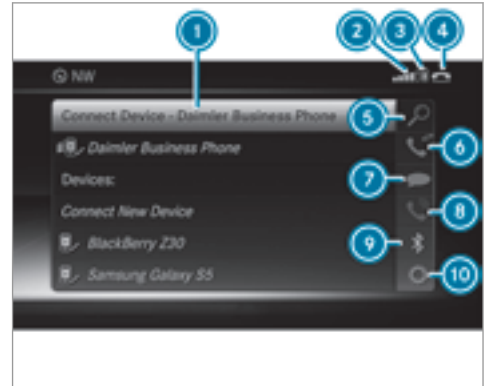 1
2
3
4
NW
Connect Device - Daimler Business Phone
5
Daimler Business Phone
6
Devices:
7
Connect New Device
8
BlackBerry Z30
9
Samsung Galaxy S5
10